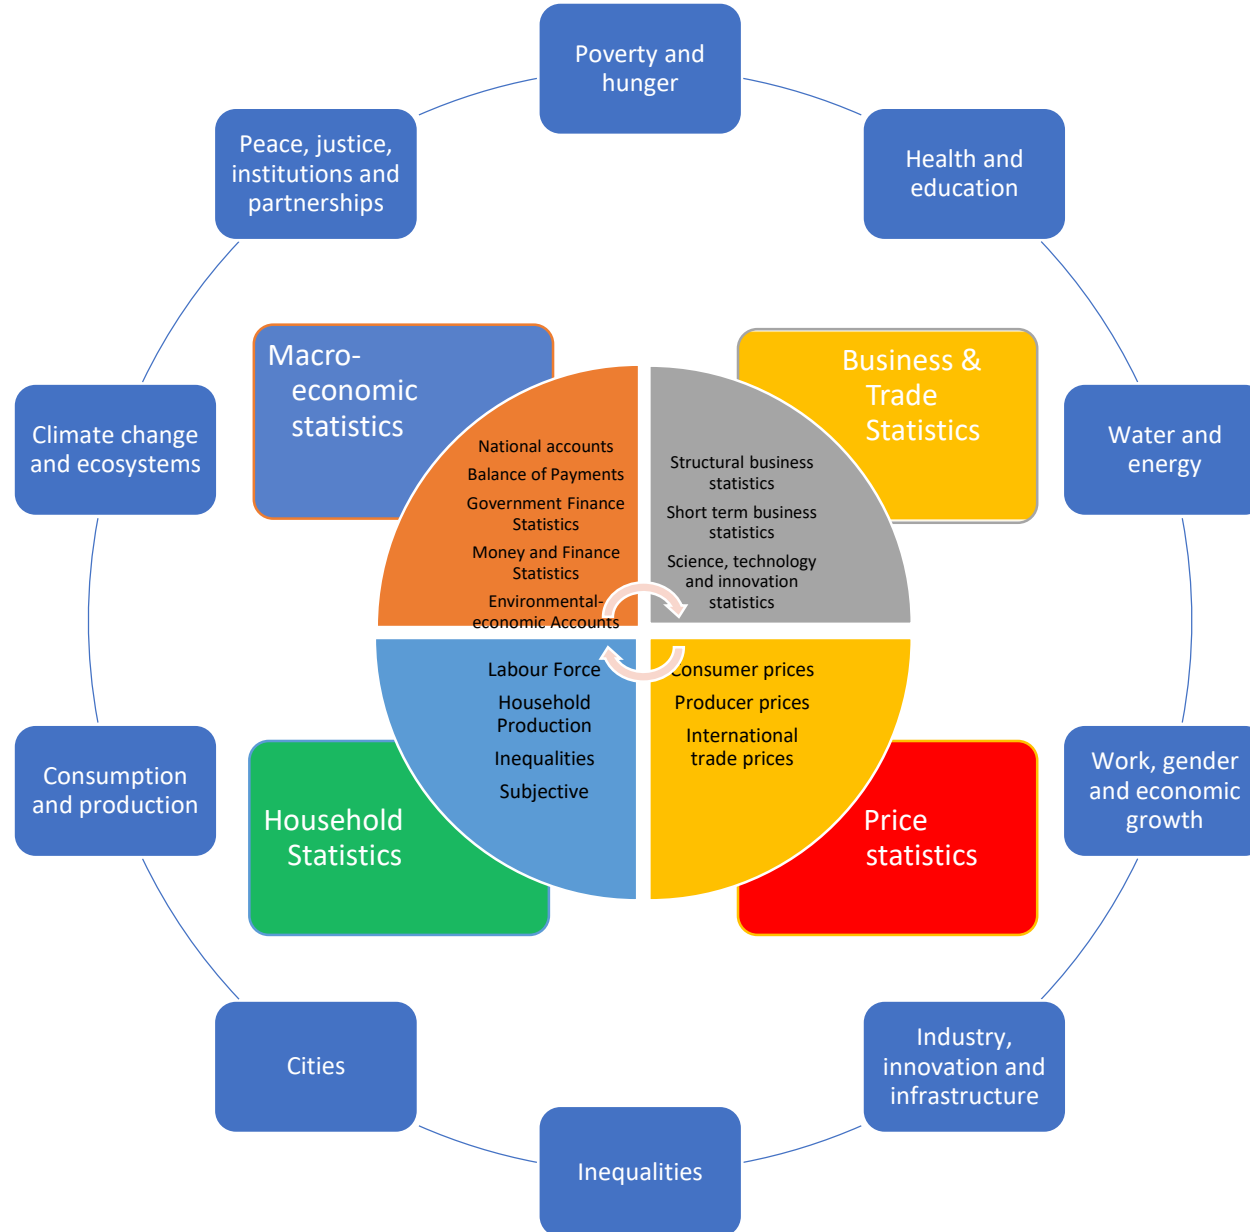 Poverty and
hunger
Health and
education
Water and
energy
Work, gender
and economic
growth
Industry,
innovation and
infrastructure
Inequalities
Cities
Consumption
and production
Climate change
and ecosystems
Peace, justice,
institutions and
partnerships
Macro-
economic
statistics
Business &
Trade
Statistics
Household
Statistics
Price
statistics
National accounts
Balance of Payments
Government Finance
Statistics
Money and Finance
Statistics
Environmental-
economic Accounts
Structural business
statistics
Short term business
statistics
Science, technology
and innovation
statistics
Labour Force
Household
Production
Inequalities
Subjective
Consumer prices
Producer prices
International
trade prices